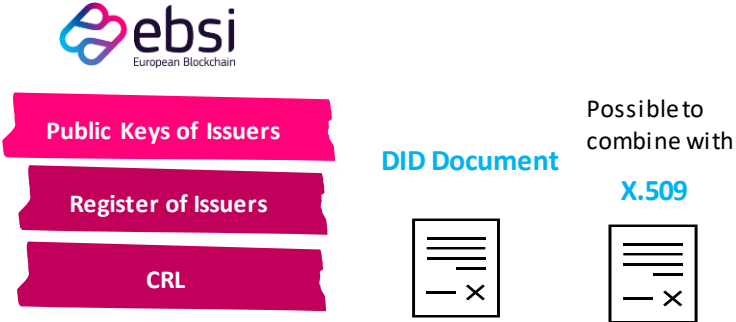 ebsi
European Blockchain
Public Keys of Issuers
Register of Issuers
CRL
DID Document
Possible to
combine with
X.509